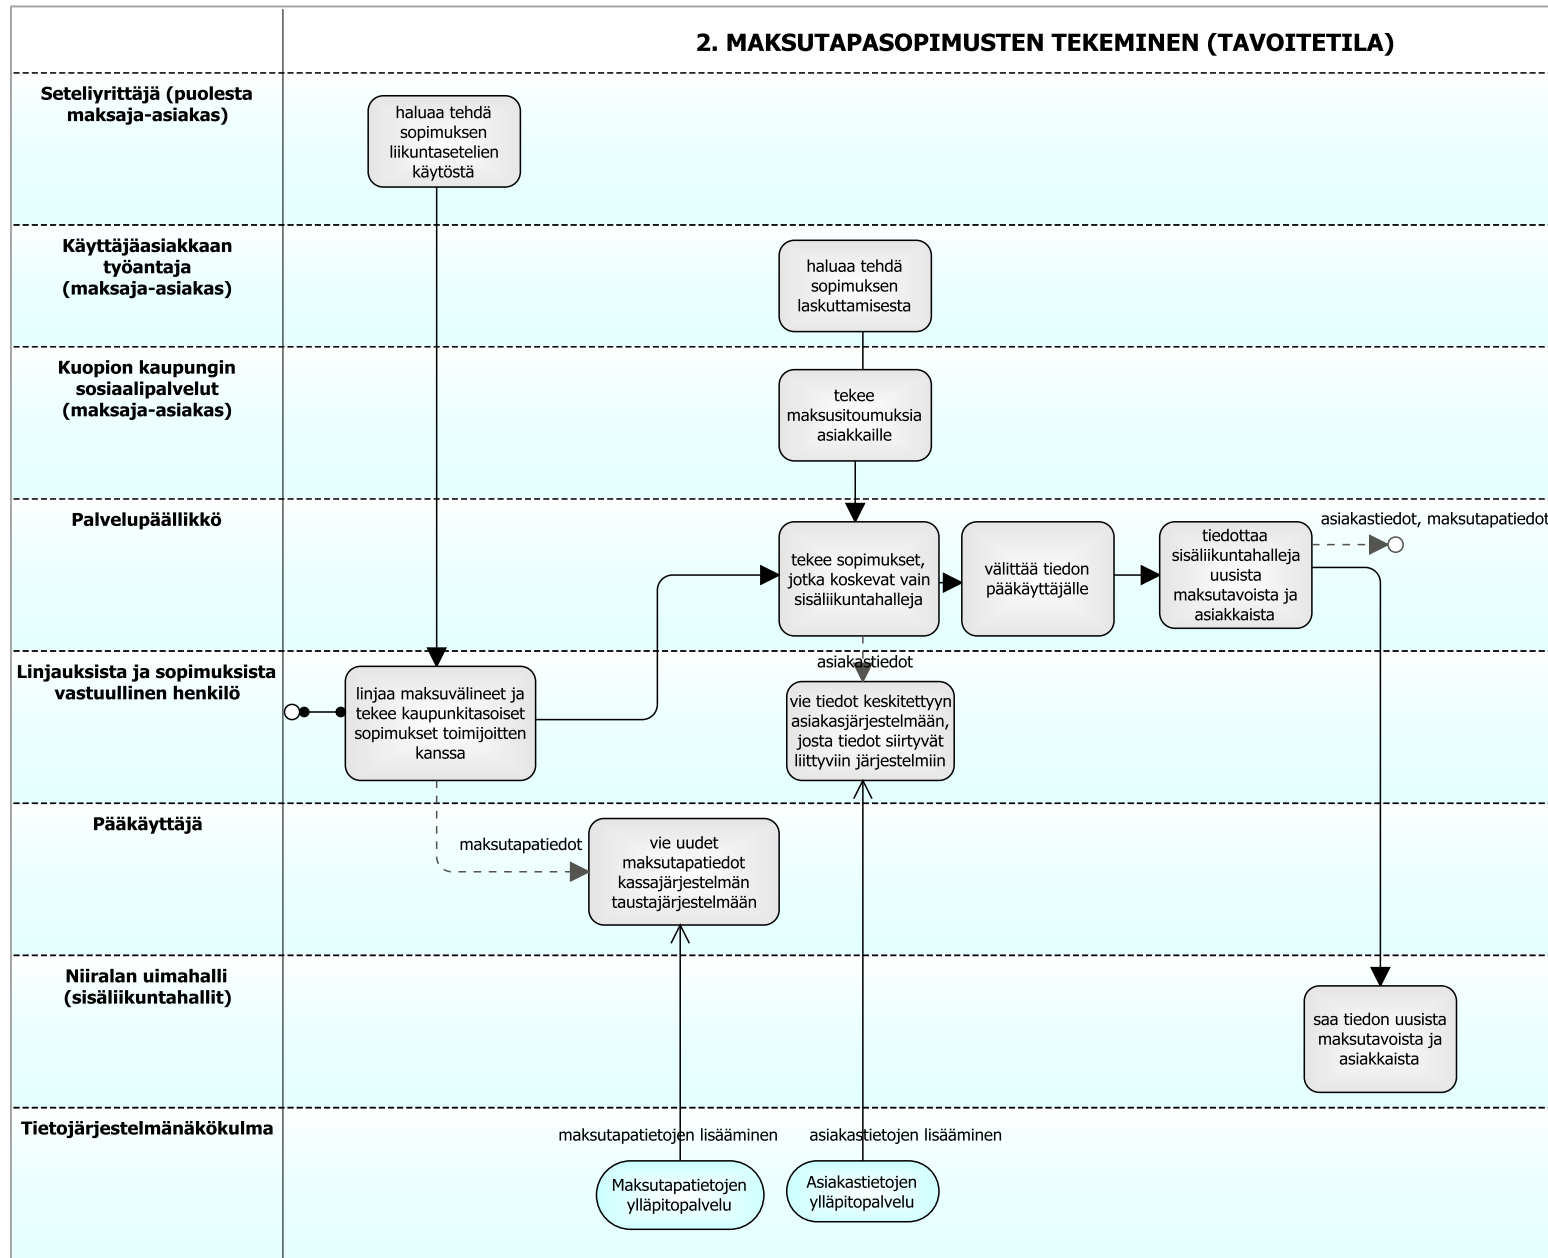 2. MAKSUTAPASOPIMUSTEN TEKEMINEN (TAVOITETILA)
Seteliyrittäjä (puolesta
maksaja-asiakas)
haluaa tehdä
sopimuksen
liikuntasetelien
käytöstä
Käyttäjäasiakkaan
työantaja
(maksaja-asiakas)
haluaa tehdä
sopimuksen
laskuttamisesta
Kuopion kaupungin
sosiaalipalvelut
(maksaja-asiakas)
tekee
maksusitoumuksia
asiakkaille
Palvelupäällikkö
tekee sopimukset,
jotka koskevat vain
sisäliikuntahalleja
välittää tiedon
pääkäyttäjälle
tiedottaa
sisäliikuntahalleja
uusista
maksutavoista ja
asiakkaista
asiakastiedot, maksutapatiedot
Linjauksista ja sopimuksista
vastuullinen henkilö
linjaa maksuvälineet ja
tekee kaupunkitasoiset
sopimukset toimijoitten
kanssa
asiakastiedot
vie tiedot keskitettyyn
asiakasjärjestelmään,
josta tiedot siirtyvät
liittyviin järjestelmiin
Pääkäyttäjä
maksutapatiedot
vie uudet
maksutapatiedot
kassajärjestelmän
taustajärjestelmään
Niiralan uimahalli
(sisäliikuntahallit)
saa tiedon uusista
maksutavoista ja
asiakkaista
Tietojärjestelmänäkökulma
maksutapatietojen lisääminen
asiakastietojen lisääminen
Maksutapatietojen
ylläpitopalvelu
Asiakastietojen
ylläpitopalvelu